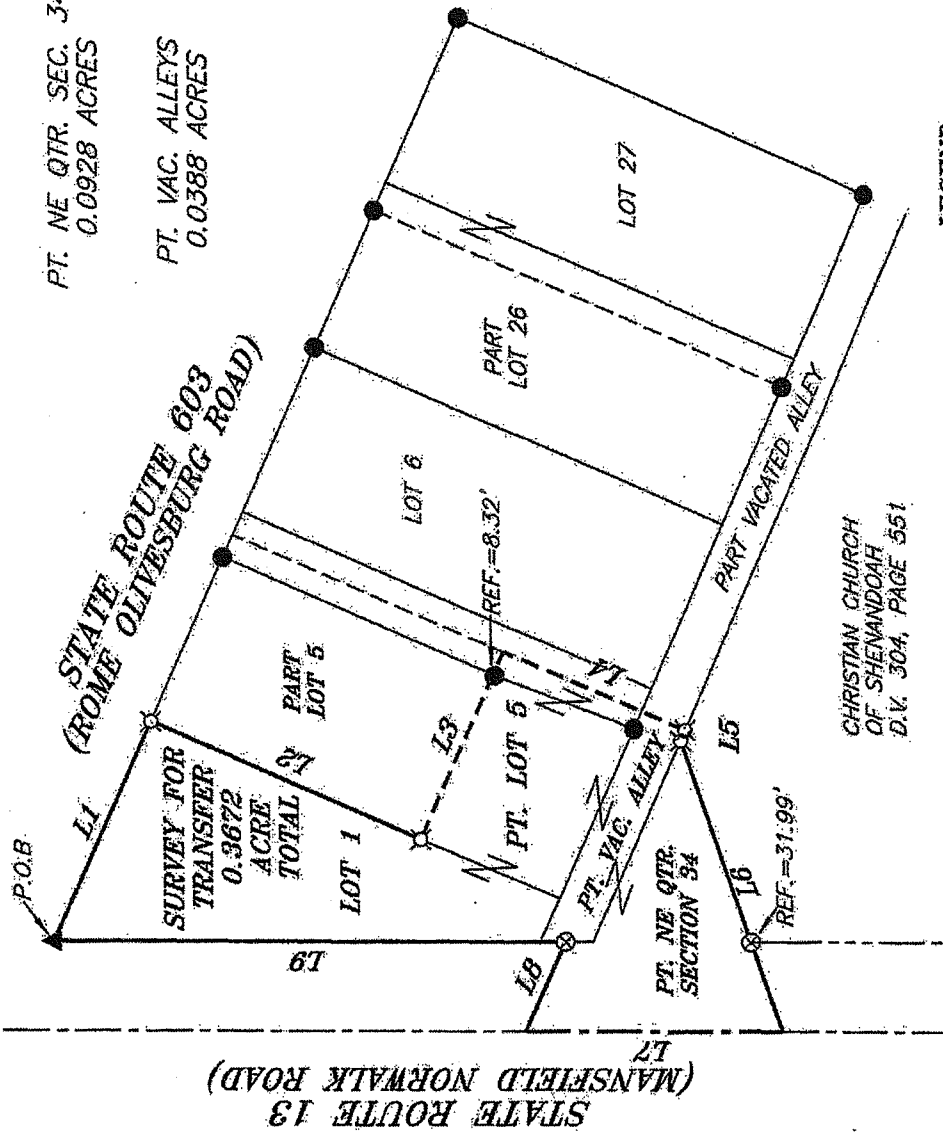 PT. NE QTR. SEC.
0.0928 ACRES
PT. VAC. ALLEYS
0.0388 ACRES
STATE ROUTE 603
(ROME OLIVESBURG ROAD)
P.O.B
L1
SURVEY FOR
TRANSFER
0.3672
ACRE
TOTAL
LOT 1
L2
PART
LOT 5
L3
PT. LOT 5
REF.=8.32'
L4
LOT 6
PART
LOT 26
LOT 27
L9
L8
PT. VAC. ALLEY
PART VACATED ALLEY
L5
PT. NE QTR.
SECTION 34
L6
REF.=31.99'
L7
STATE ROUTE 13
(MANSFIELD NORWALK ROAD)
CHRISTIAN CHURCH
OF SHENANDOAH
D.V. 304, PAGE 551